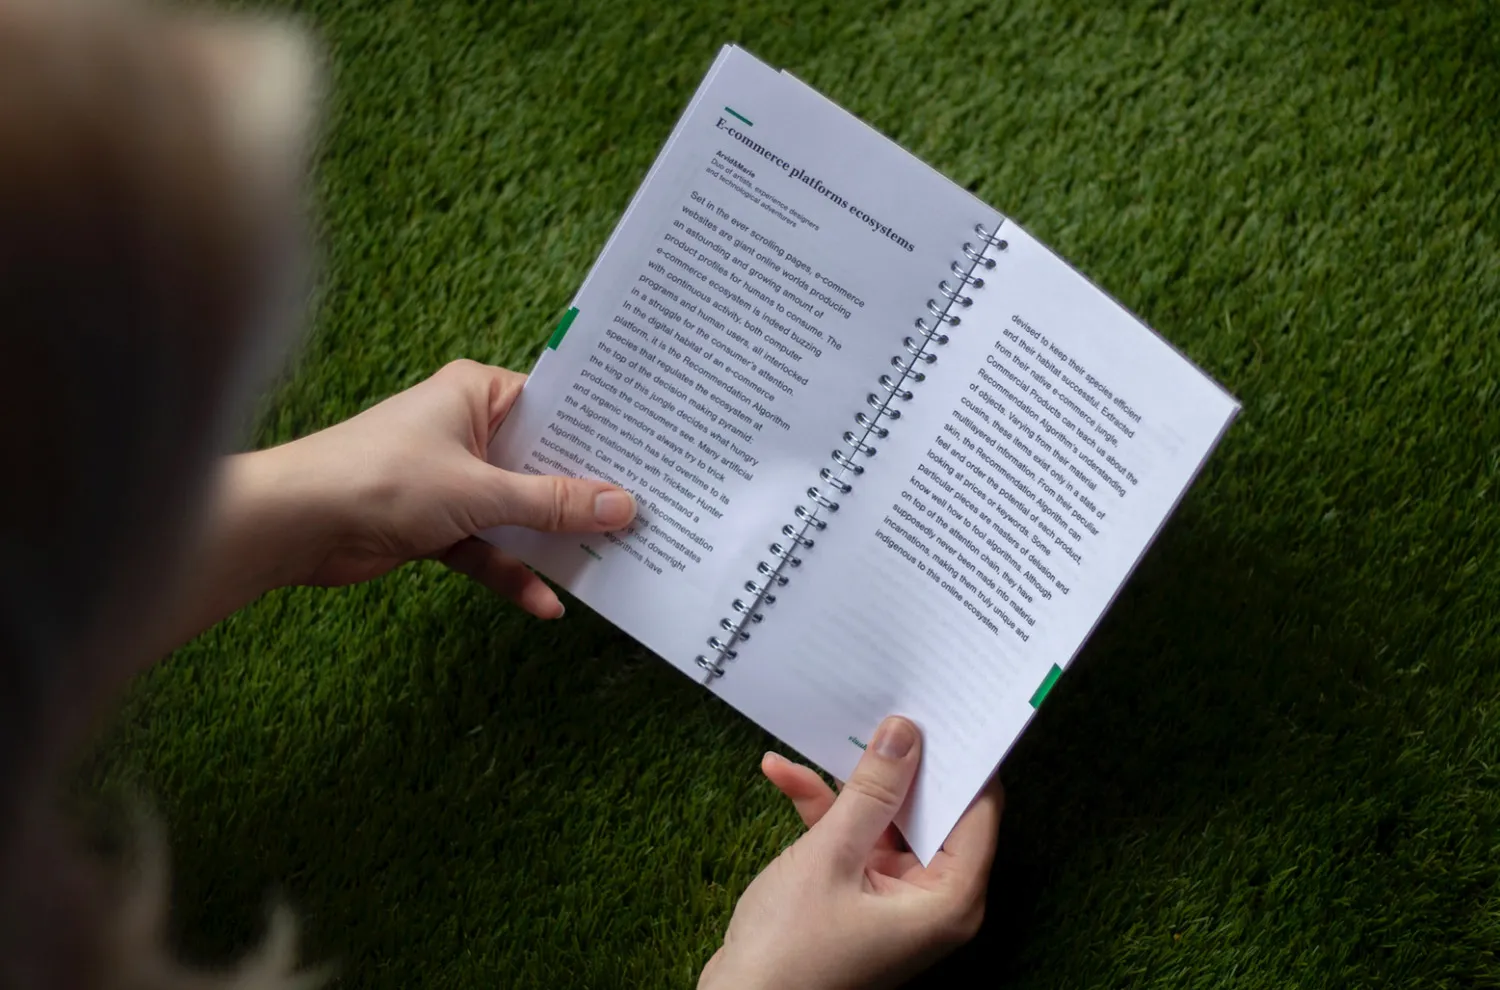 E-commerce platforms ecosystems
Arvid&Marie
Duo of artists, experience designers
and technological adventurers
Set in the ever scrolling pages, e-commerce
websites are giant online worlds producing
an astounding and growing amount of
product profiles for humans to consume. The
e-commerce ecosystem is indeed buzzing
with continuous activity, both computer
programs and human users, all interlocked
in a struggle for the consumer's attention.
In the digital habitat of an e-commerce
platform, it is the Recommendation Algorithm
species that regulates the ecosystem at
the top of the decision making pyramid:
the king of this jungle decides what hungry
products the consumers see. Many artificial
and organic vendors always try to trick
the Algorithm which has led overtime to its
symbiotic relationship with Trickster Hunter
Algorithms. Can we try to understand a
successful specimen of the Recommendation
algorithmic demonstrates
not downright
algorithms have
devised to keep their species efficient
and their habitat successful. Extracted
from their native e-commerce jungle,
Commercial Products can teach us about the
Recommendation Algorithm's understanding
of objects. Varying from their material
cousins, these items exist only in a state of
multilayered information. From their peculiar
skin, the Recommendation Algorithm can
feel and order the potential of each product,
looking at prices or keywords. Some
particular pieces are masters of delusion and
know well how to fool algorithms. Although
on top of the attention chain, they have
supposedly never been made into material
incarnations, making them truly unique and
indigenous to this online ecosystem.